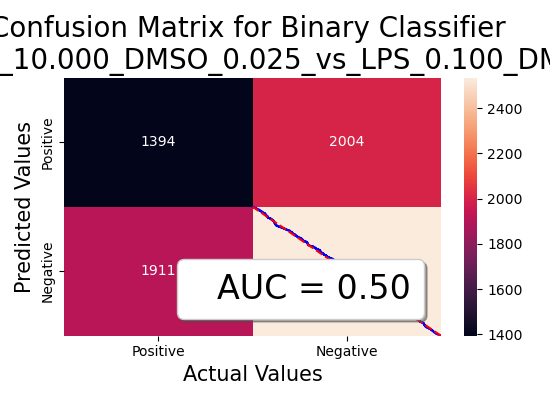 Confusion Matrix for Binary Classifier
_10.000_DMSO_0.025_vs_LPS_0.100_DM
Predicted Values
Positive
Negative
1394
2004
1911
AUC = 0.50
Positive
Negative
Actual Values
2400
2200
2000
1800
1600
1400